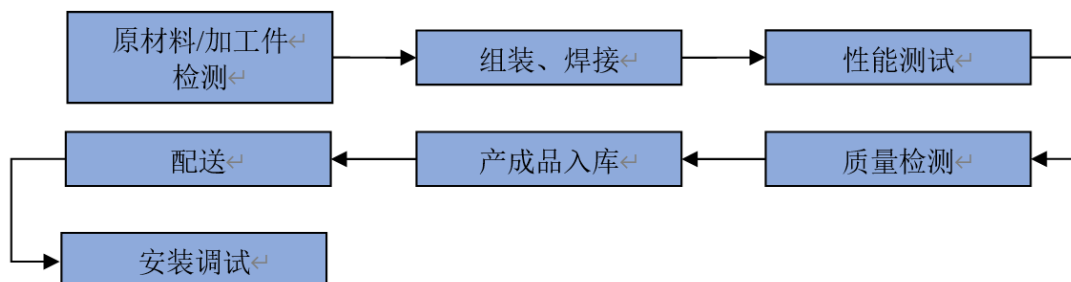 原材料/加工件
检测
组装、焊接
性能测试
质量检测
产成品入库
配送
安装调试